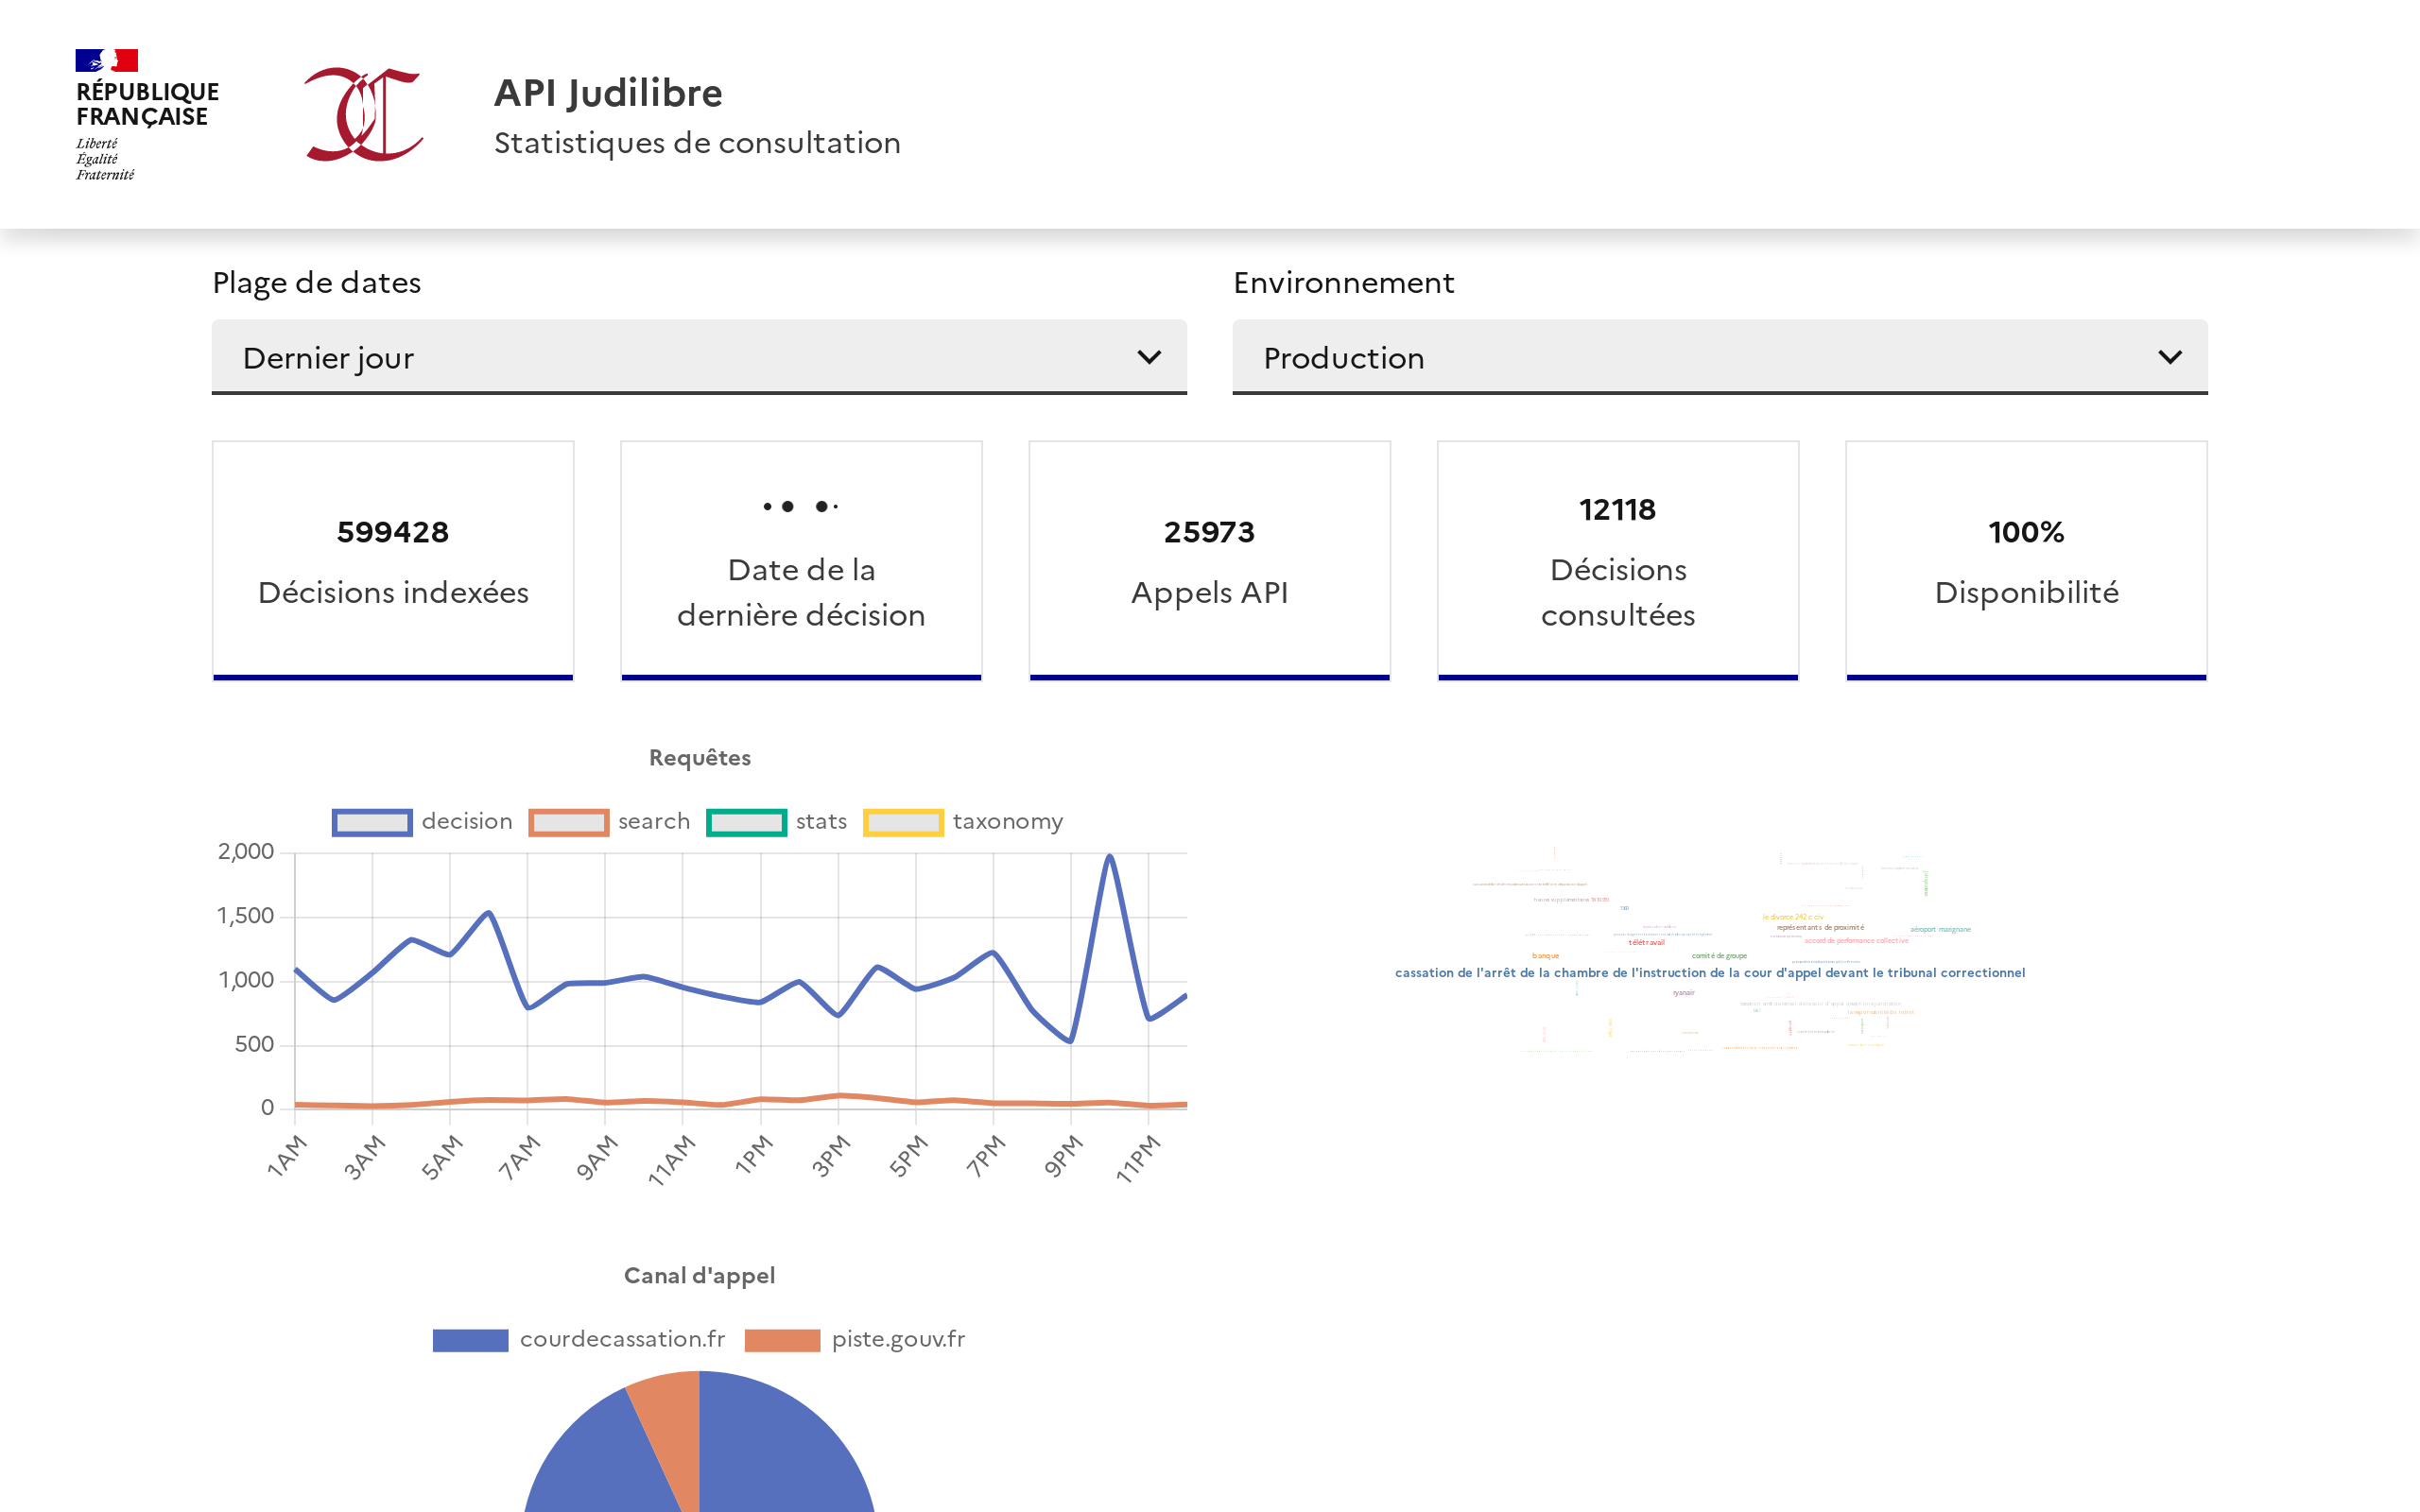 RÉPUBLIQUE
FRANÇAISE
Liberté
Égalité
Fraternité
API Judilibre
Statistiques de consultation
Plage de dates
Environnement
Dernier jour
Production
599428
Décisions indexées
Date de la
dernière décision
25973
Appels API
12118
Décisions
consultées
100%
Disponibilité
Requêtes
decision search stats taxonomy
2,000
1,500
1,000
500
0
1AM 3AM 5AM 7AM 9AM 11AM 1PM 3PM 5PM 7PM 9PM 11PM
le divorce 242 c civ
représentants de proximité
aéroport marignane
accord de performance collective
télétravail
banque
comité de groupe
cassation de l'arrêt de la chambre de l'instruction de la cour d'appel devant le tribunal correctionnel
ryanair
Canal d'appel
courdecassation.fr piste.gouv.fr